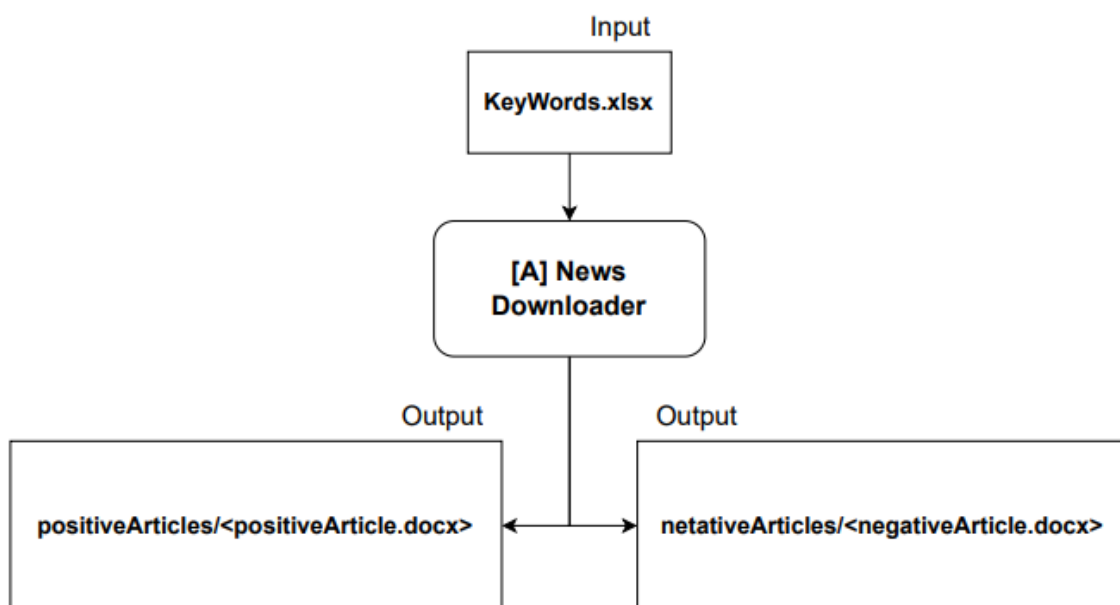 Input
KeyWords.xlsx
[A] News
Downloader
Output
Output
positiveArticles/<positiveArticle.docx>
netativeArticles/<negativeArticle.docx>